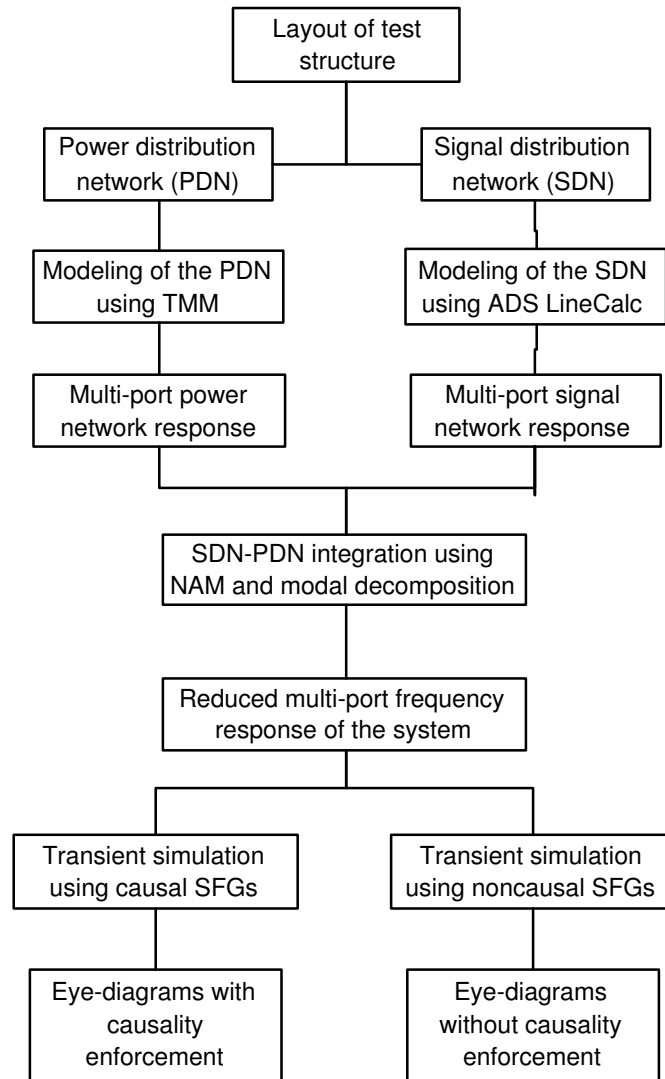 Layout of test
structure
Power distribution
network (PDN)
Signal distribution
network (SDN)
Modeling of the PDN
using TMM
Modeling of the SDN
using ADS LineCalc
Multi-port power
network response
Multi-port signal
network response
SDN-PDN integration using
NAM and modal decomposition
Reduced multi-port frequency
response of the system
Transient simulation
using causal SFGs
Transient simulation
using noncausal SFGs
Eye-diagrams with
causality
enforcement
Eye-diagrams
without causality
enforcement